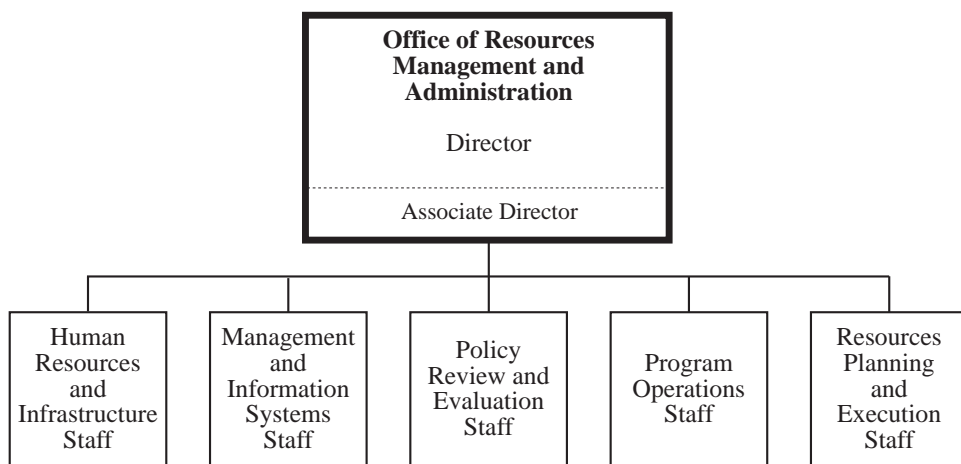 Office of Resources
Management and
Administration
Director
Associate Director
Human
Resources
and
Infrastructure
Staff
Management
and
Information
Systems
Staff
Policy
Review and
Evaluation
Staff
Program
Operations
Staff
Resources
Planning
and
Execution
Staff